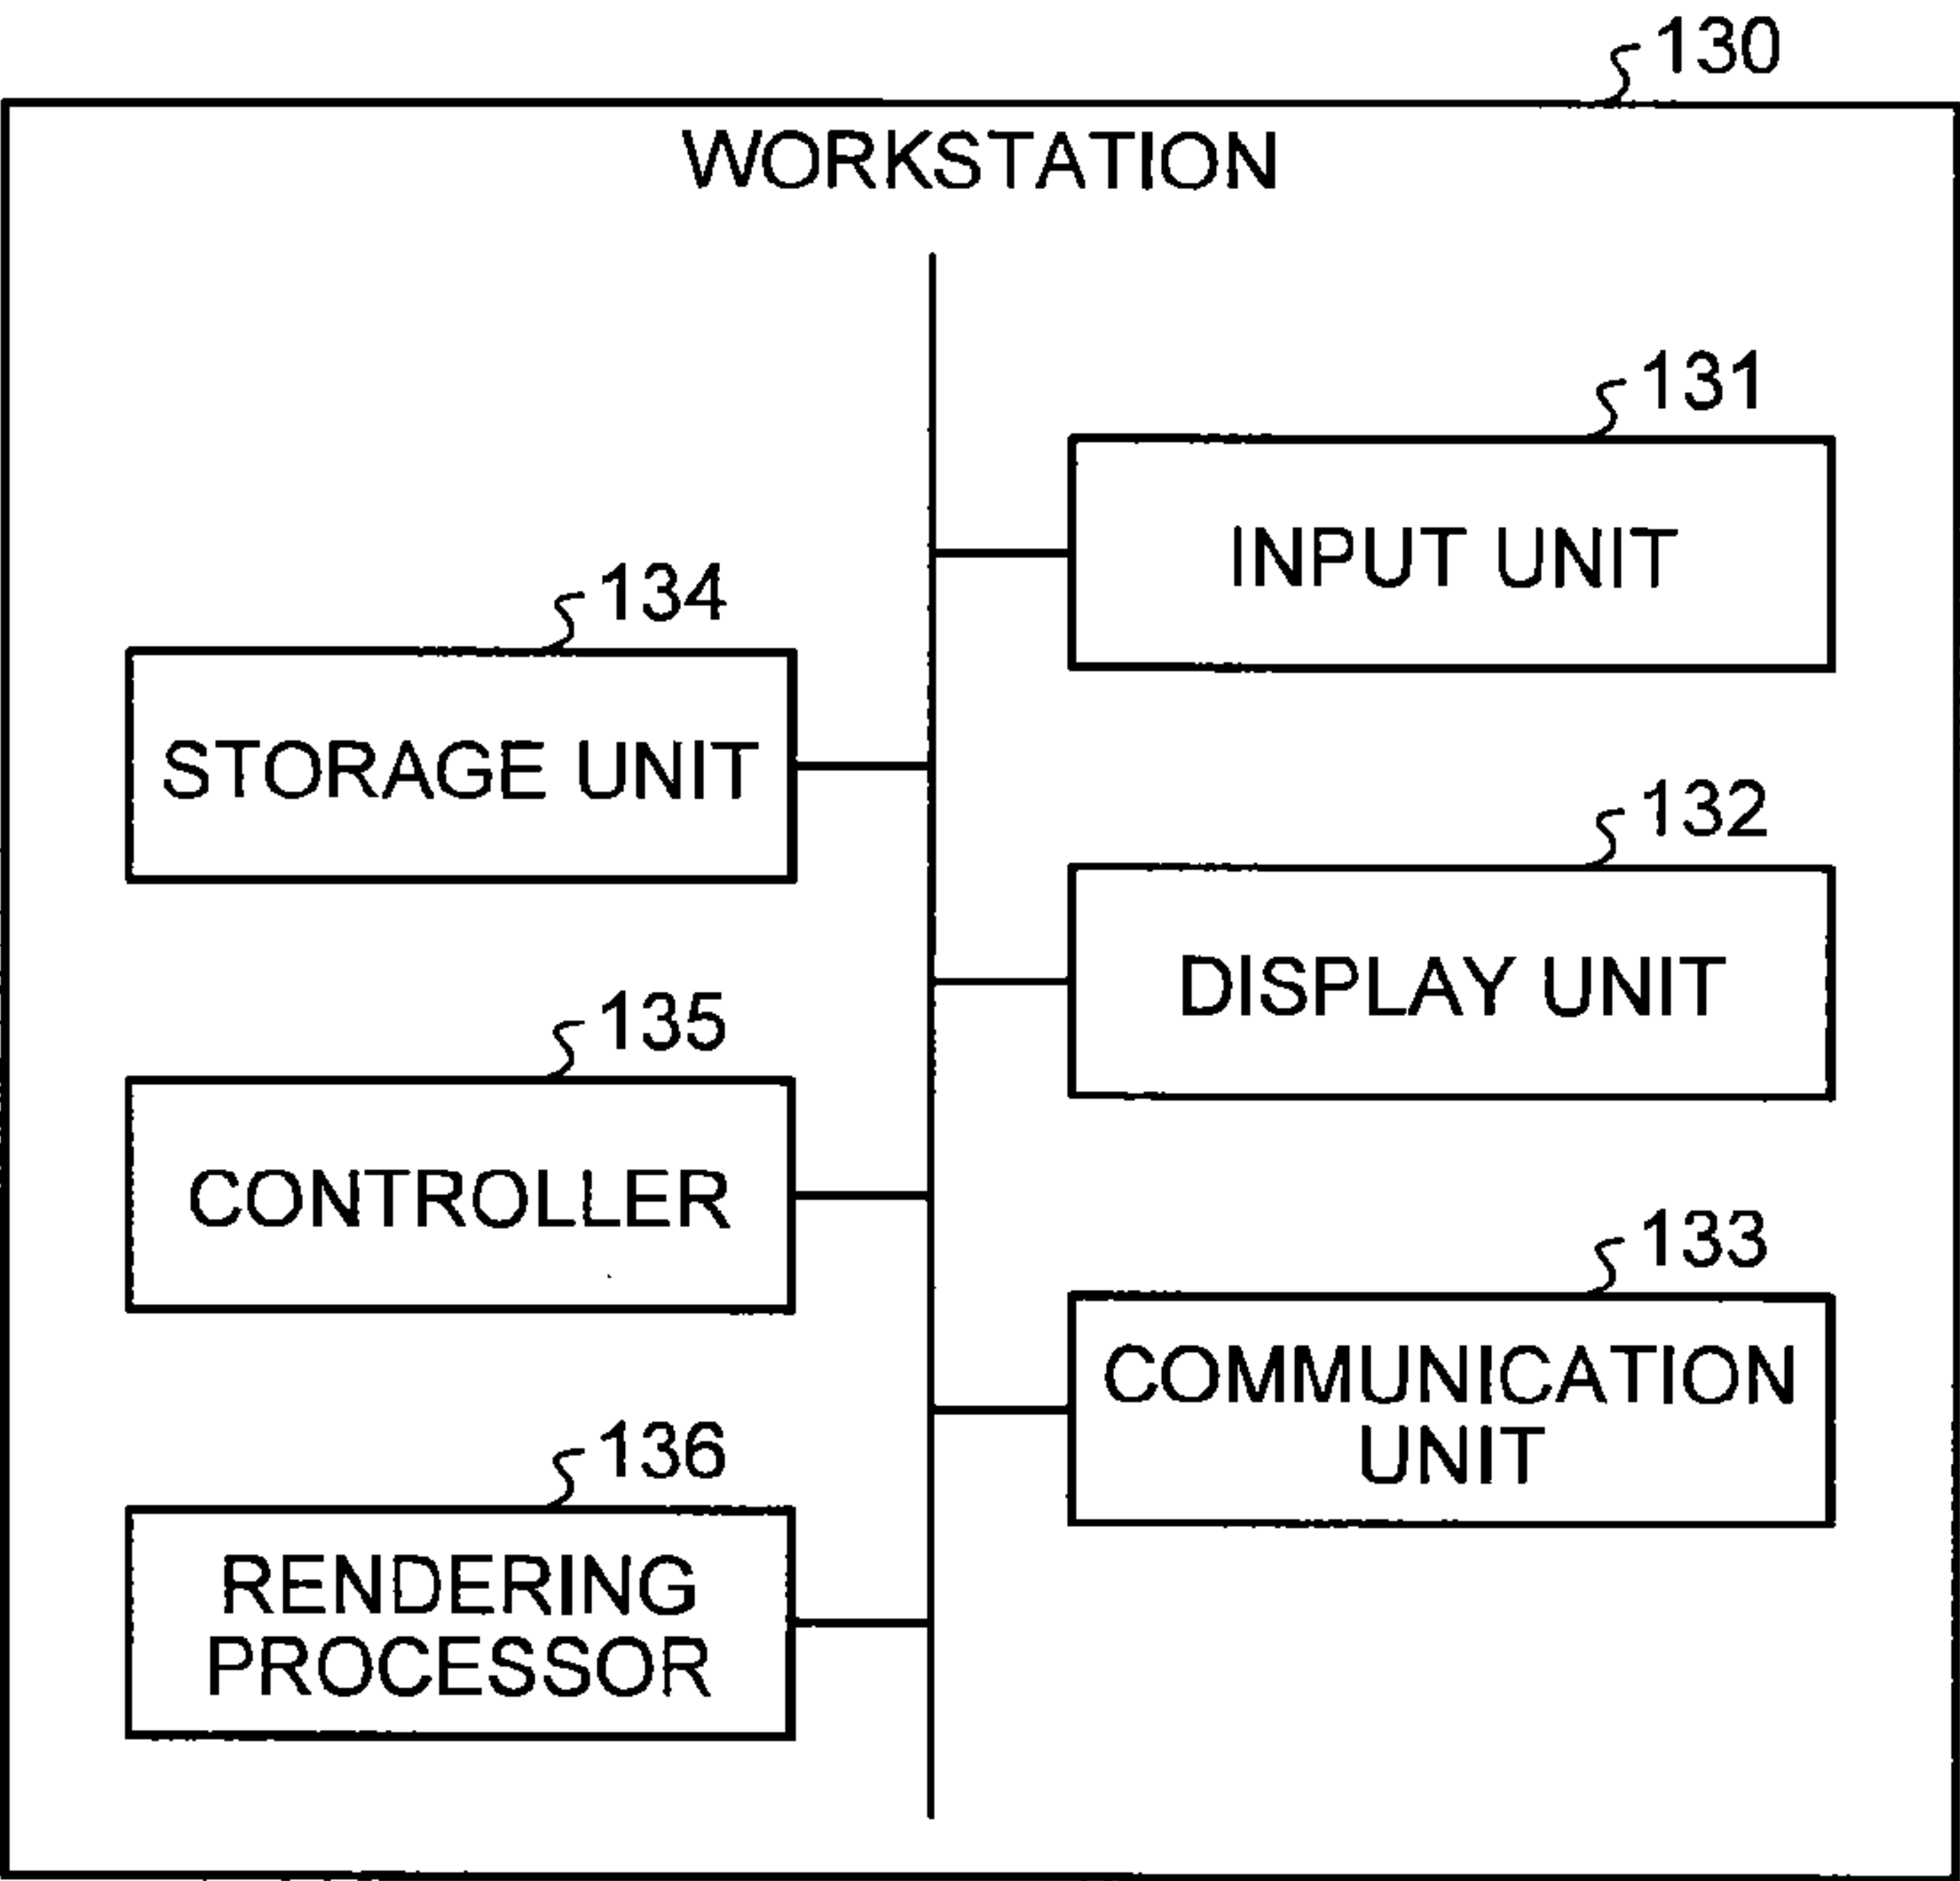 130
WORKSTATION
131
INPUT UNIT
134
STORAGE UNIT
132
DISPLAY UNIT
135
CONTROLLER
133
COMMUNICATION
UNIT
136
RENDERING
PROCESSOR